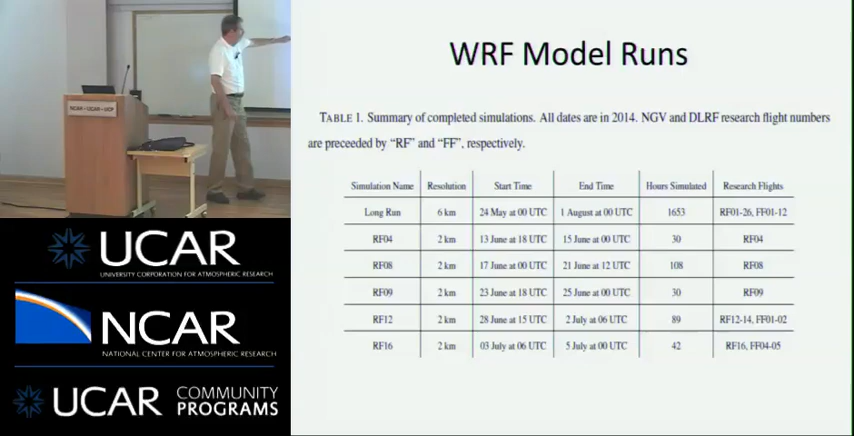 WRF Model Runs
TABLE 1. Summary of completed simulations. All dates are in 2014. NGV and DLRF research flight numbers
are preceeded by “RF” and “FF”, respectively.
Simulation Name Resolution Start Time End Time Hours Simulated Research Flights
Long Run 6 km 24 May at 00 UTC 1 August at 00 UTC 1653 RF01-26, FF01-12
RF04 2 km 13 June at 18 UTC 15 June at 00 UTC 30 RF04
RF08 2 km 17 June at 00 UTC 21 June at 12 UTC 108 RF08
RF09 2 km 23 June at 18 UTC 25 June at 00 UTC 30 RF09
RF12 2 km 28 June at 15 UTC 2 July at 06 UTC 89 RF12-14, FF01-02
RF16 2 km 03 July at 06 UTC 5 July at 00 UTC 42 RF16, FF04-05
NCAR - UCAR - UCP
UCAR
UNIVERSITY CORPORATION FOR ATMOSPHERIC RESEARCH
NCAR
NATIONAL CENTER FOR ATMOSPHERIC RESEARCH
UCAR COMMUNITY
PROGRAMS